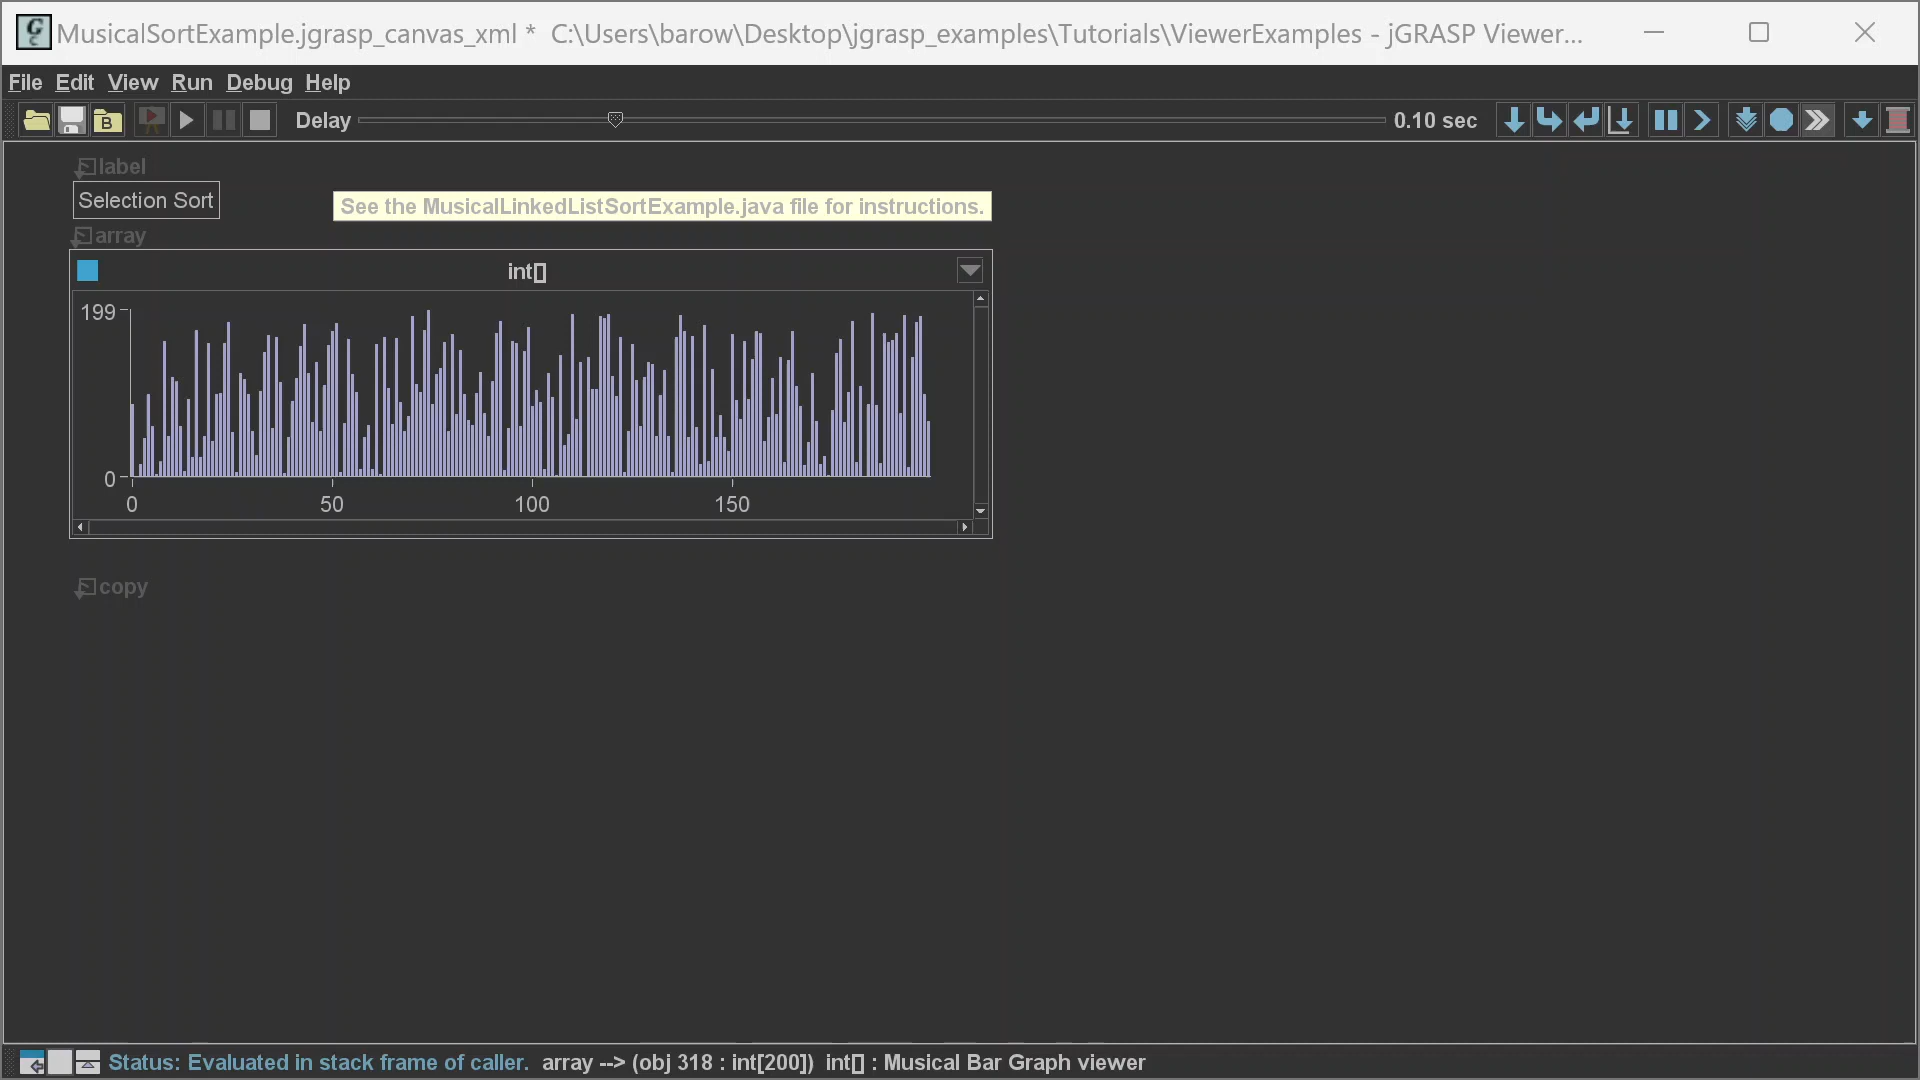 MusicalSortExample.jgrasp_canvas_xml * C:\Users\barow\Desktop\jgrasp_examples\Tutorials\ViewerExamples - jGRASP Viewer...
File Edit View Run Debug Help
B Delay 0.10 sec
label
Selection Sort
See the MusicalLinkedListSortExample.java file for instructions.
array
int[]
199
0
0 50 100 150
copy
Status: Evaluated in stack frame of caller. array --> (obj 318 : int[200]) int[] : Musical Bar Graph viewer